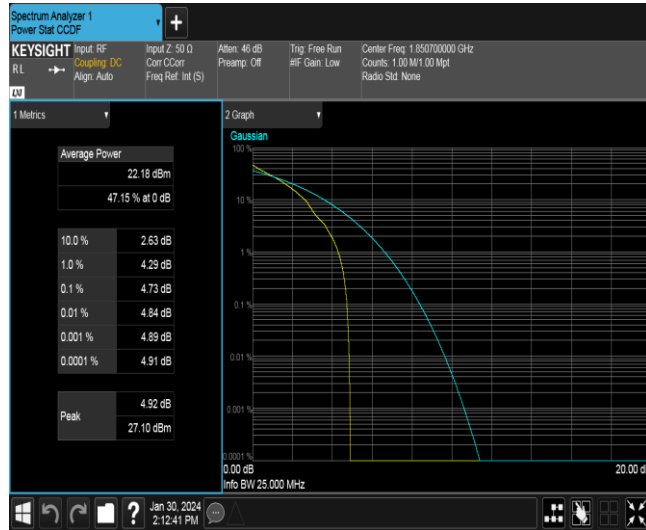 Spectrum Analyzer 1
Power Stat CCDF
+
KEYSIGHT
Input: RF
Coupling: DC
Align: Auto
RL
LXI
Input Z: 50 Ω
Corr CCorr
Freq Ref: Int (S)
Atten: 46 dB
Preamp: Off
Trig: Free Run
#IF Gain: Low
Center Freq: 1.850700000 GHz
Counts: 1.00 M/1.00 Mpt
Radio Std: None
1 Metrics
Average Power
22.18 dBm
47.15 % at 0 dB
10.0 % 2.63 dB
1.0 % 4.29 dB
0.1 % 4.73 dB
0.01 % 4.84 dB
0.001 % 4.89 dB
0.0001 % 4.91 dB
Peak
4.92 dB
27.10 dBm
2 Graph
Gaussian
100 %
10 %
1 %
0.1 %
0.01 %
0.001 %
0.0001 %
0.00 dB
20.00 d
Info BW 25.000 MHz
?
Jan 30, 2024
2:12:41 PM